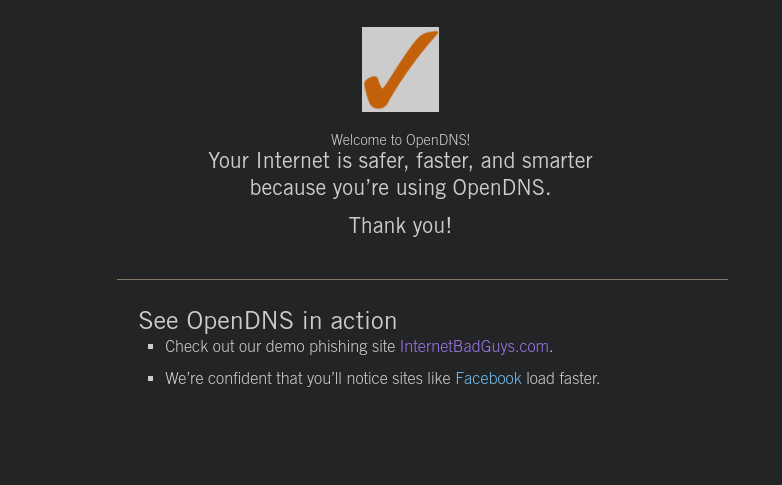 Welcome to OpenDNS!
Your Internet is safer, faster, and smarter
because you’re using OpenDNS.
Thank you!
See OpenDNS in action
Check out our demo phishing site InternetBadGuys.com.
We’re confident that you’ll notice sites like Facebook load faster.